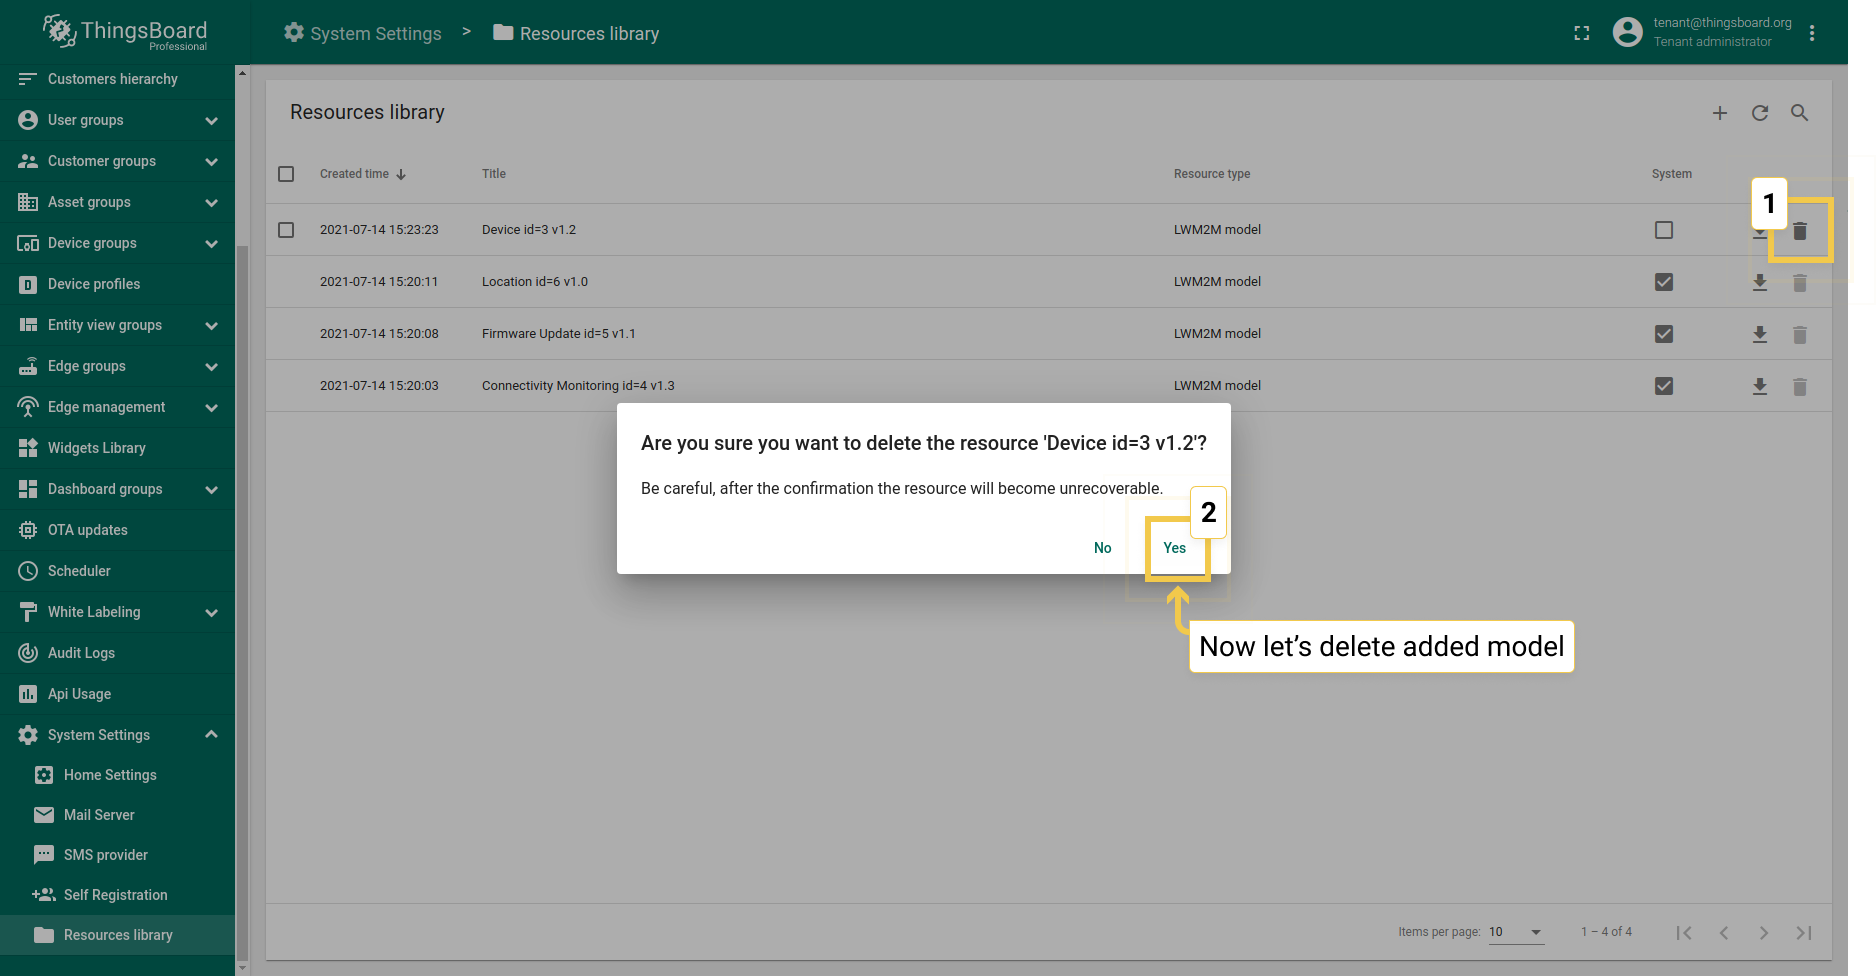 ThingsBoard
Professional
System Settings > Resources library
tenant@thingsboard.org
Tenant administrator
Customers hierarchy
User groups
Customer groups
Asset groups
Device groups
Device profiles
Entity view groups
Edge groups
Edge management
Widgets Library
Dashboard groups
OTA updates
Scheduler
White Labeling
Audit Logs
Api Usage
System Settings
Home Settings
Mail Server
SMS provider
Self Registration
Resources library
Resources library
Created time Title Resource type System
1
2021-07-14 15:23:23 Device id=3 v1.2 LWM2M model
2021-07-14 15:20:11 Location id=6 v1.0 LWM2M model
2021-07-14 15:20:08 Firmware Update id=5 v1.1 LWM2M model
2021-07-14 15:20:03 Connectivity Monitoring id=4 v1.3 LWM2M model
Are you sure you want to delete the resource 'Device id=3 v1.2'?
Be careful, after the confirmation the resource will become unrecoverable.
2
No Yes
Now let’s delete added model
Items per page: 10 1 – 4 of 4